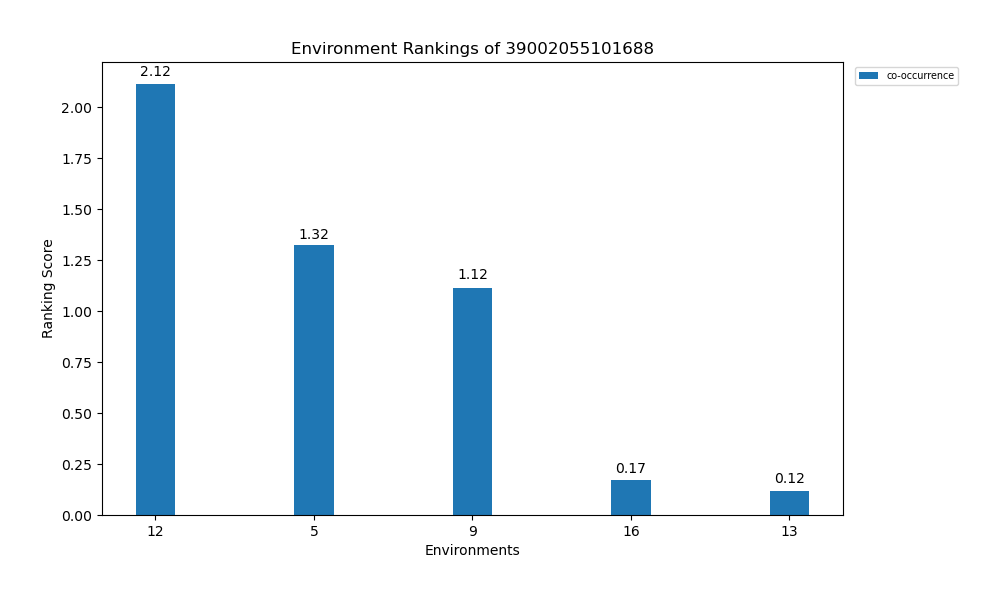 Environment Rankings of 39002055101688
co-occurrence
Ranking Score
2.00
1.75
1.50
1.25
1.00
0.75
0.50
0.25
0.00
2.12
1.32
1.12
0.17
0.12
12 5 9 16 13
Environments